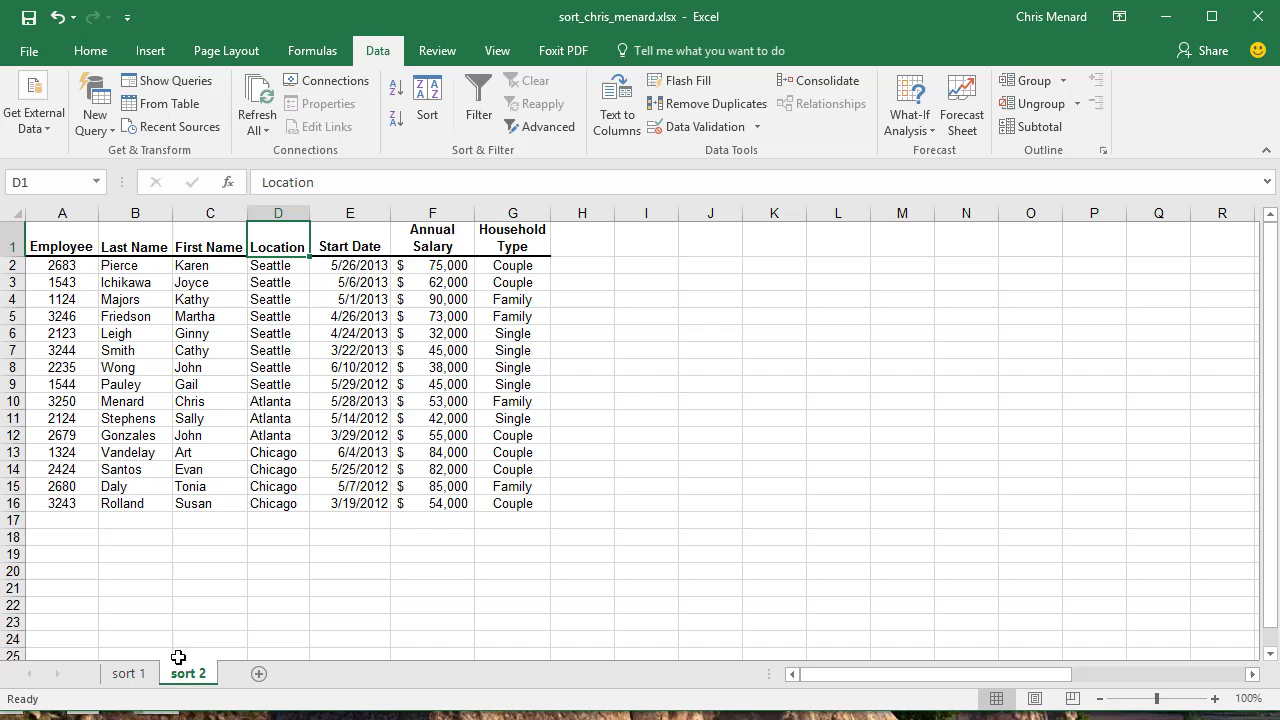 sort_chris_menard.xlsx - Excel
Chris Menard
File Home Insert Page Layout Formulas Data Review View Foxit PDF Tell me what you want to do Share
Get External Data
New Query
Show Queries
From Table
Recent Sources
Get & Transform
Refresh All
Connections
Properties
Edit Links
Connections
Sort
Filter
Clear
Reapply
Advanced
Sort & Filter
Text to Columns
Flash Fill
Remove Duplicates
Data Validation
Consolidate
Relationships
Data Tools
What-If Analysis
Forecast Sheet
Forecast
Group
Ungroup
Subtotal
Outline
D1 fx Location
A B C D E F G H I J K L M N O P Q R
1 Employee Last Name First Name Location Start Date Annual Salary Household Type
2 2683 Pierce Karen Seattle 5/26/2013 $ 75,000 Couple
3 1543 Ichikawa Joyce Seattle 5/6/2013 $ 62,000 Couple
4 1124 Majors Kathy Seattle 5/1/2013 $ 90,000 Family
5 3246 Friedson Martha Seattle 4/26/2013 $ 73,000 Family
6 2123 Leigh Ginny Seattle 4/24/2013 $ 32,000 Single
7 3244 Smith Cathy Seattle 3/22/2013 $ 45,000 Single
8 2235 Wong John Seattle 6/10/2012 $ 38,000 Single
9 1544 Pauley Gail Seattle 5/29/2012 $ 45,000 Single
10 3250 Menard Chris Atlanta 5/28/2013 $ 53,000 Family
11 2124 Stephens Sally Atlanta 5/14/2012 $ 42,000 Single
12 2679 Gonzales John Atlanta 3/29/2012 $ 55,000 Couple
13 1324 Vandelay Art Chicago 6/4/2013 $ 84,000 Couple
14 2424 Santos Evan Chicago 5/25/2012 $ 82,000 Couple
15 2680 Daly Tonia Chicago 5/7/2012 $ 85,000 Family
16 3243 Rolland Susan Chicago 3/19/2012 $ 54,000 Couple
17
18
19
20
21
22
23
24
25
sort 1 sort 2
Ready 100%